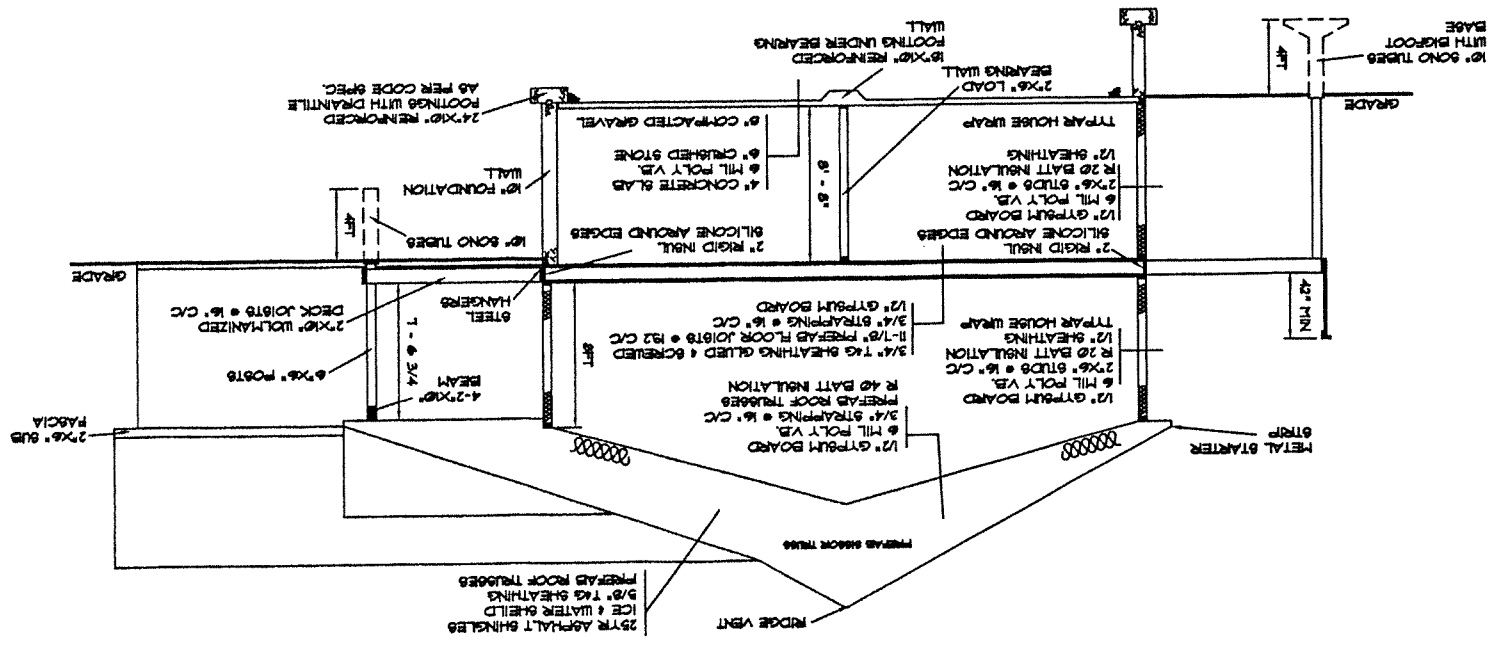 RIDGE VENT
25YR ASPHALT SHINGLES
ICE & WATER SHEILD
5/8" T&G SHEATHING
PREFAB ROOF TRUSSES
PREFAB SISSOR TRUSS
METAL STARTER
STRIP
1/2" GYPSUM BOARD
6 MIL POLY V.B.
3/4" STRAPPING @ 16" C/C
PREFAB ROOF TRUSSES
R 40 BATT INSULATION
2"X6" SUB
FASCIA
1/2" GYPSUM BOARD
6 MIL POLY V.B.
2"X6" STUDS @ 16" C/C
R 20 BATT INSULATION
1/2" SHEATHING
TYPAR HOUSE WRAP
3/4" T&G SHEATHING GLUED & SCREWED
11-7/8" PREFAB FLOOR JOISTS @ 19.2 C/C
3/4" STRAPPING @ 16" C/C
1/2" GYPSUM BOARD
8FT
4-2"X10"
BEAM
7 - 6 3/4
6"X6" POSTS
STEEL
HANGERS
2"X10" WOLMANIZED
DECK JOISTS @ 16" C/C
42" MIN
GRADE
2" RIGID INSUL
SILICONE AROUND EDGES
2" RIGID INSUL
SILICONE AROUND EDGES
10" SONO TUBES
4FT
1/2" GYPSUM BOARD
6 MIL POLY V.B.
2"X6" STUDS @ 16" C/C
R 20 BATT INSULATION
1/2" SHEATHING
TYPAR HOUSE WRAP
8' - 8"
4" CONCRETE SLAB
6 MIL POLY V.B.
6" CRUSHED STONE
8" COMPACTED GRAVEL
10" FOUNDATION
WALL
GRADE
2"X6" LOAD
BEARING WALL
18"X10" REINFORCED
FOOTING UNDER BEARING
WALL
24"X10" REINFORCED
FOOTINGS WITH DRAINTILE
AS PER CODE SPEC.
10" SONO TUBES
WITH BIGFOOT
BASE
4FT